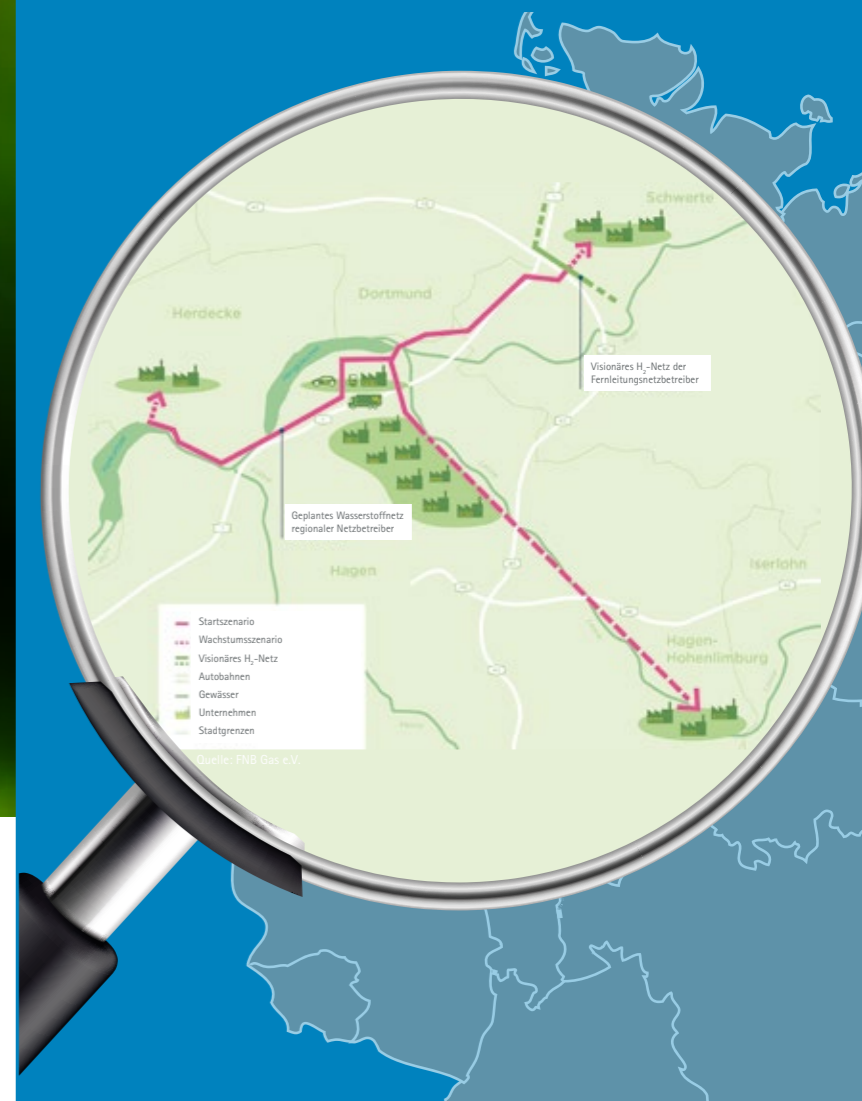 Schwerte
Dortmund
Herdecke
Visionäres H₂-Netz der
Fernleitungsnetzbetreiber
Geplantes Wasserstoffnetz
regionaler Netzbetreiber
Hagen
Iserlohn
Hagen-
Hohenlimburg
Startszenario
Wachstumsszenario
Visionäres H₂-Netz
Autobahnen
Gewässer
Unternehmen
Stadtgrenzen
Quelle: FNB Gas e.V.